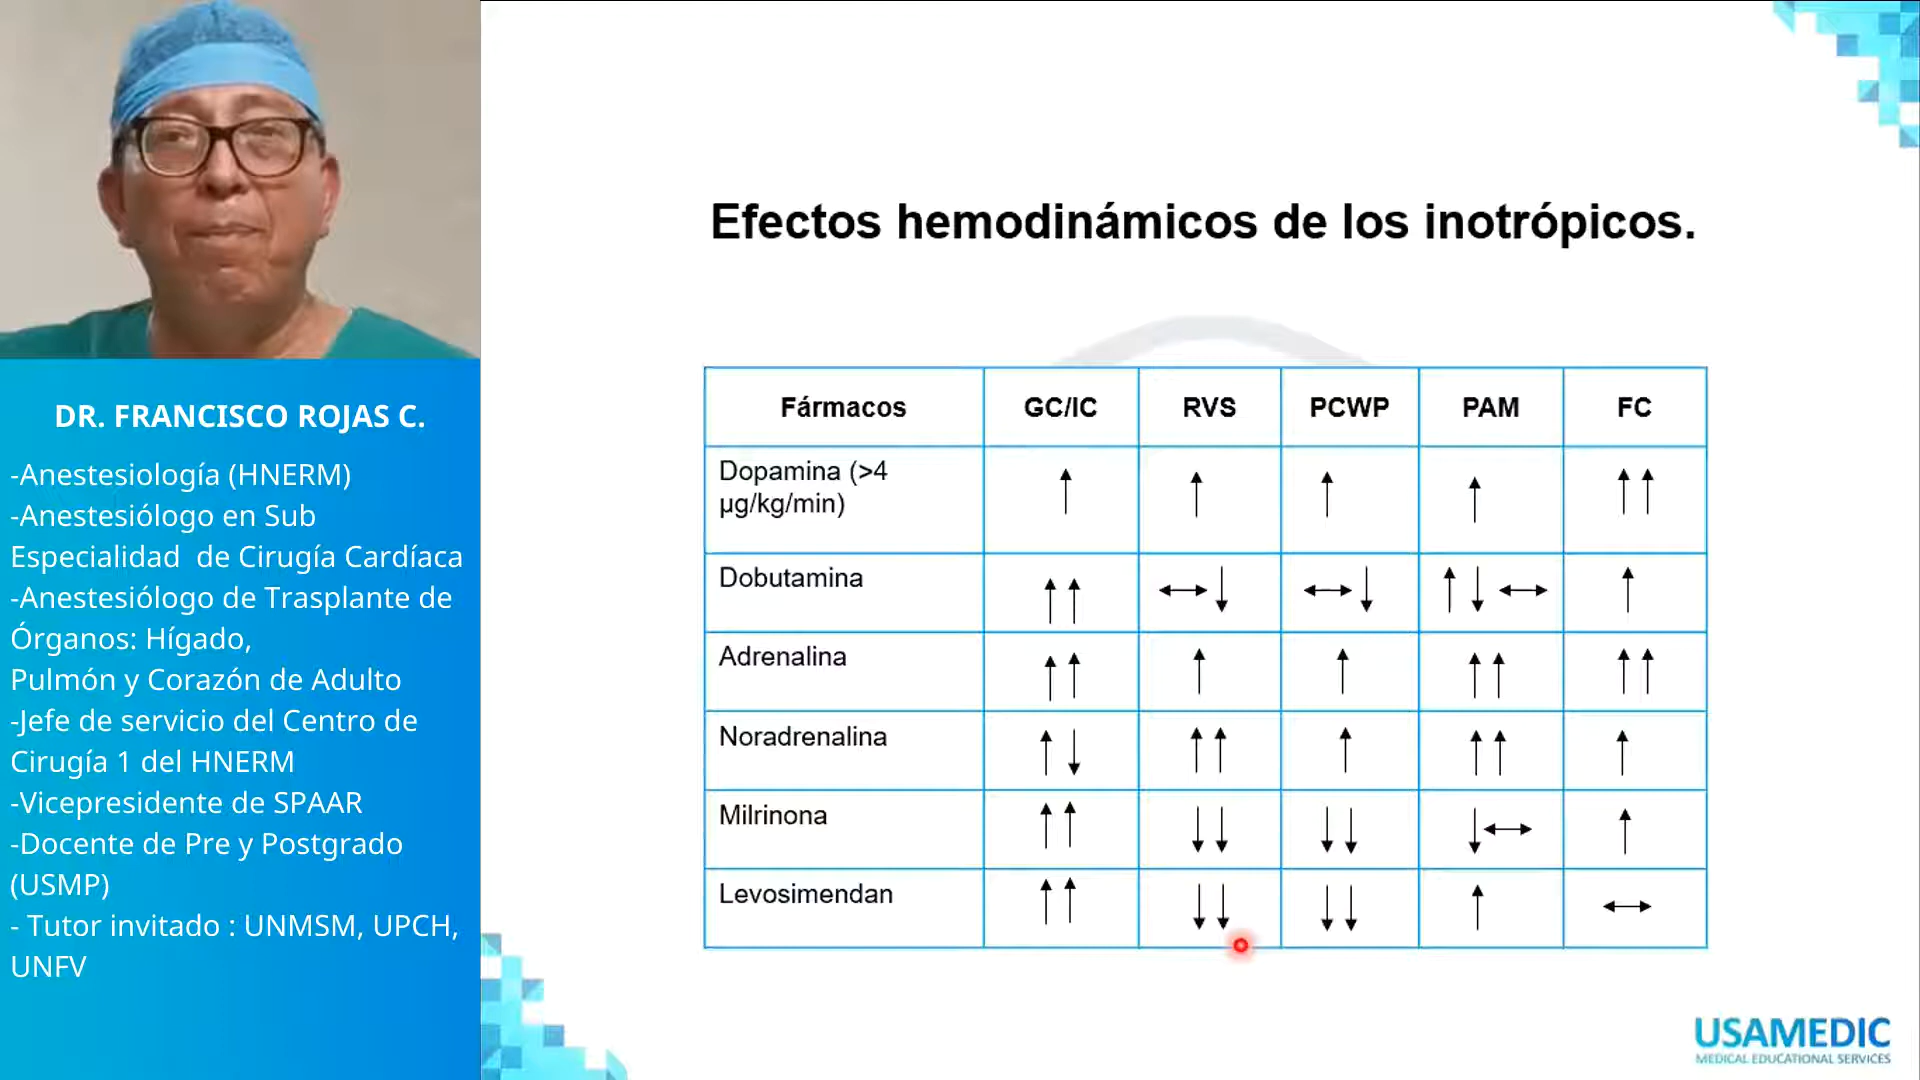 DR. FRANCISCO ROJAS C.
-Anestesiología (HNERM)
-Anestesiólogo en Sub
Especialidad de Cirugía Cardíaca
-Anestesiólogo de Trasplante de
Órganos: Hígado,
Pulmón y Corazón de Adulto
-Jefe de servicio del Centro de
Cirugía 1 del HNERM
-Vicepresidente de SPAAR
-Docente de Pre y Postgrado
(USMP)
- Tutor invitado : UNMSM, UPCH,
UNFV
Efectos hemodinámicos de los inotrópicos.
Fármacos GC/IC RVS PCWP PAM FC
Dopamina (>4
µg/kg/min) ↑ ↑ ↑ ↑ ↑↑
Dobutamina ↑↑ ↔↓ ↔↓ ↑↓↔ ↑
Adrenalina ↑↑ ↑ ↑ ↑↑ ↑↑
Noradrenalina ↑↓ ↑↑ ↑ ↑↑ ↑
Milrinona ↑↑ ↓↓ ↓↓ ↓↔ ↑
Levosimendan ↑↑ ↓↓ ↓↓ ↑ ↔
USAMEDIC
MEDICAL EDUCATIONAL SERVICES